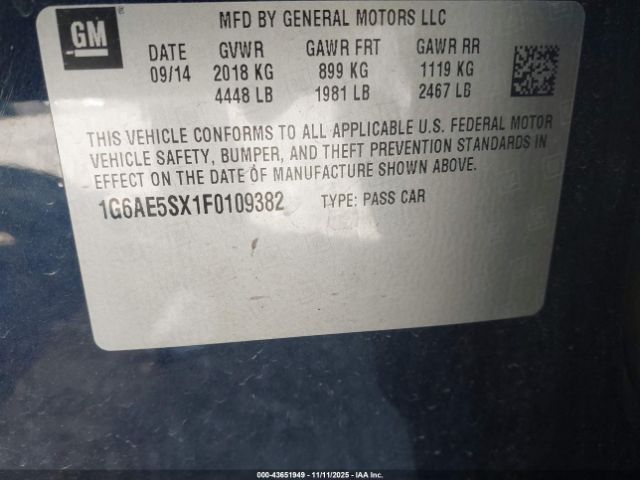 GM
MFD BY GENERAL MOTORS LLC
DATE GVWR GAWR FRT GAWR RR
09/14 2018 KG 899 KG 1119 KG
4448 LB 1981 LB 2467 LB
THIS VEHICLE CONFORMS TO ALL APPLICABLE U.S. FEDERAL MOTOR
VEHICLE SAFETY, BUMPER, AND THEFT PREVENTION STANDARDS IN
EFFECT ON THE DATE OF MANUFACTURE SHOWN ABOVE.
1G6AE5SX1F0109382 TYPE: PASS CAR
000-43651949 - 11/11/2025 - IAA Inc.